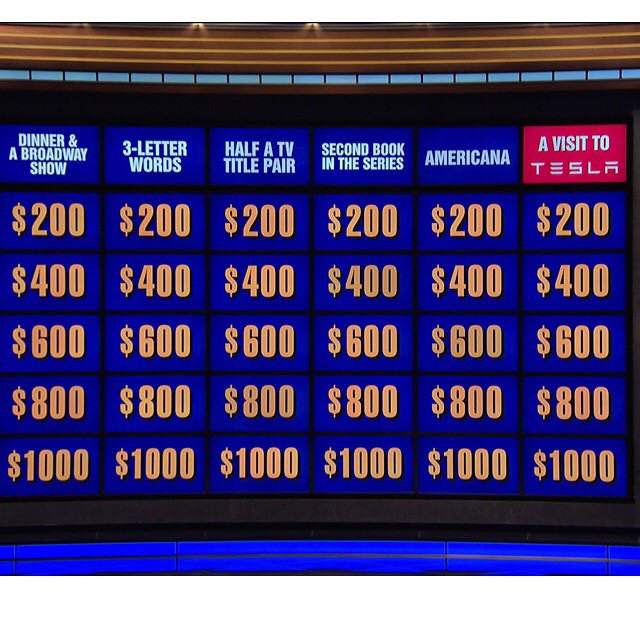 DINNER &
A BROADWAY
SHOW
3-LETTER
WORDS
HALF A TV
TITLE PAIR
SECOND BOOK
IN THE SERIES
AMERICANA
A VISIT TO
TESLA
$200 $200 $200 $200 $200 $200
$400 $400 $400 $400 $400 $400
$600 $600 $600 $600 $600 $600
$800 $800 $800 $800 $800 $800
$1000 $1000 $1000 $1000 $1000 $1000